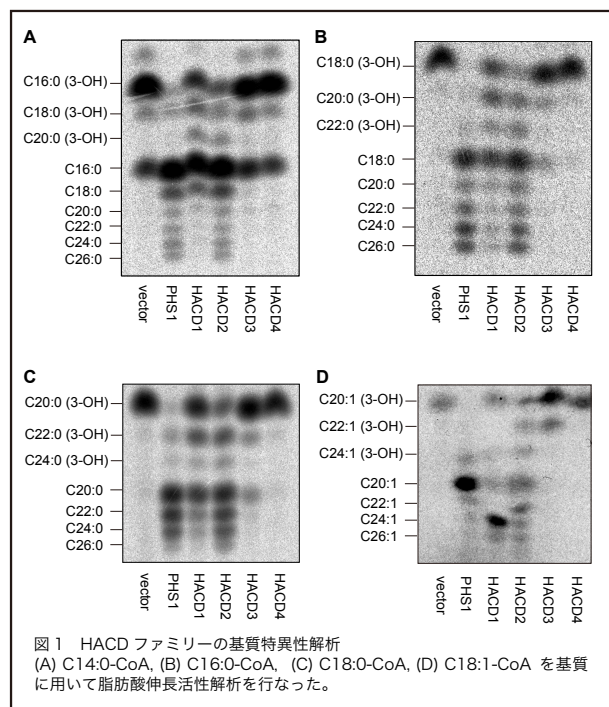 A
C16:0 (3-OH)
C18:0 (3-OH)
C20:0 (3-OH)
C16:0
C18:0
C20:0
C22:0
C24:0
C26:0
vector
PHS1
HACD1
HACD2
HACD3
HACD4
B
C18:0 (3-OH)
C20:0 (3-OH)
C22:0 (3-OH)
C18:0
C20:0
C22:0
C24:0
C26:0
vector
PHS1
HACD1
HACD2
HACD3
HACD4
C
C20:0 (3-OH)
C22:0 (3-OH)
C24:0 (3-OH)
C20:0
C22:0
C24:0
C26:0
vector
PHS1
HACD1
HACD2
HACD3
HACD4
D
C20:1 (3-OH)
C22:1 (3-OH)
C24:1 (3-OH)
C20:1
C22:1
C24:1
C26:1
vector
PHS1
HACD1
HACD2
HACD3
HACD4
図1 HACD ファミリーの基質特異性解析
(A) C14:0-CoA, (B) C16:0-CoA, (C) C18:0-CoA, (D) C18:1-CoA を基質
に用いて脂肪酸伸長活性解析を行なった。